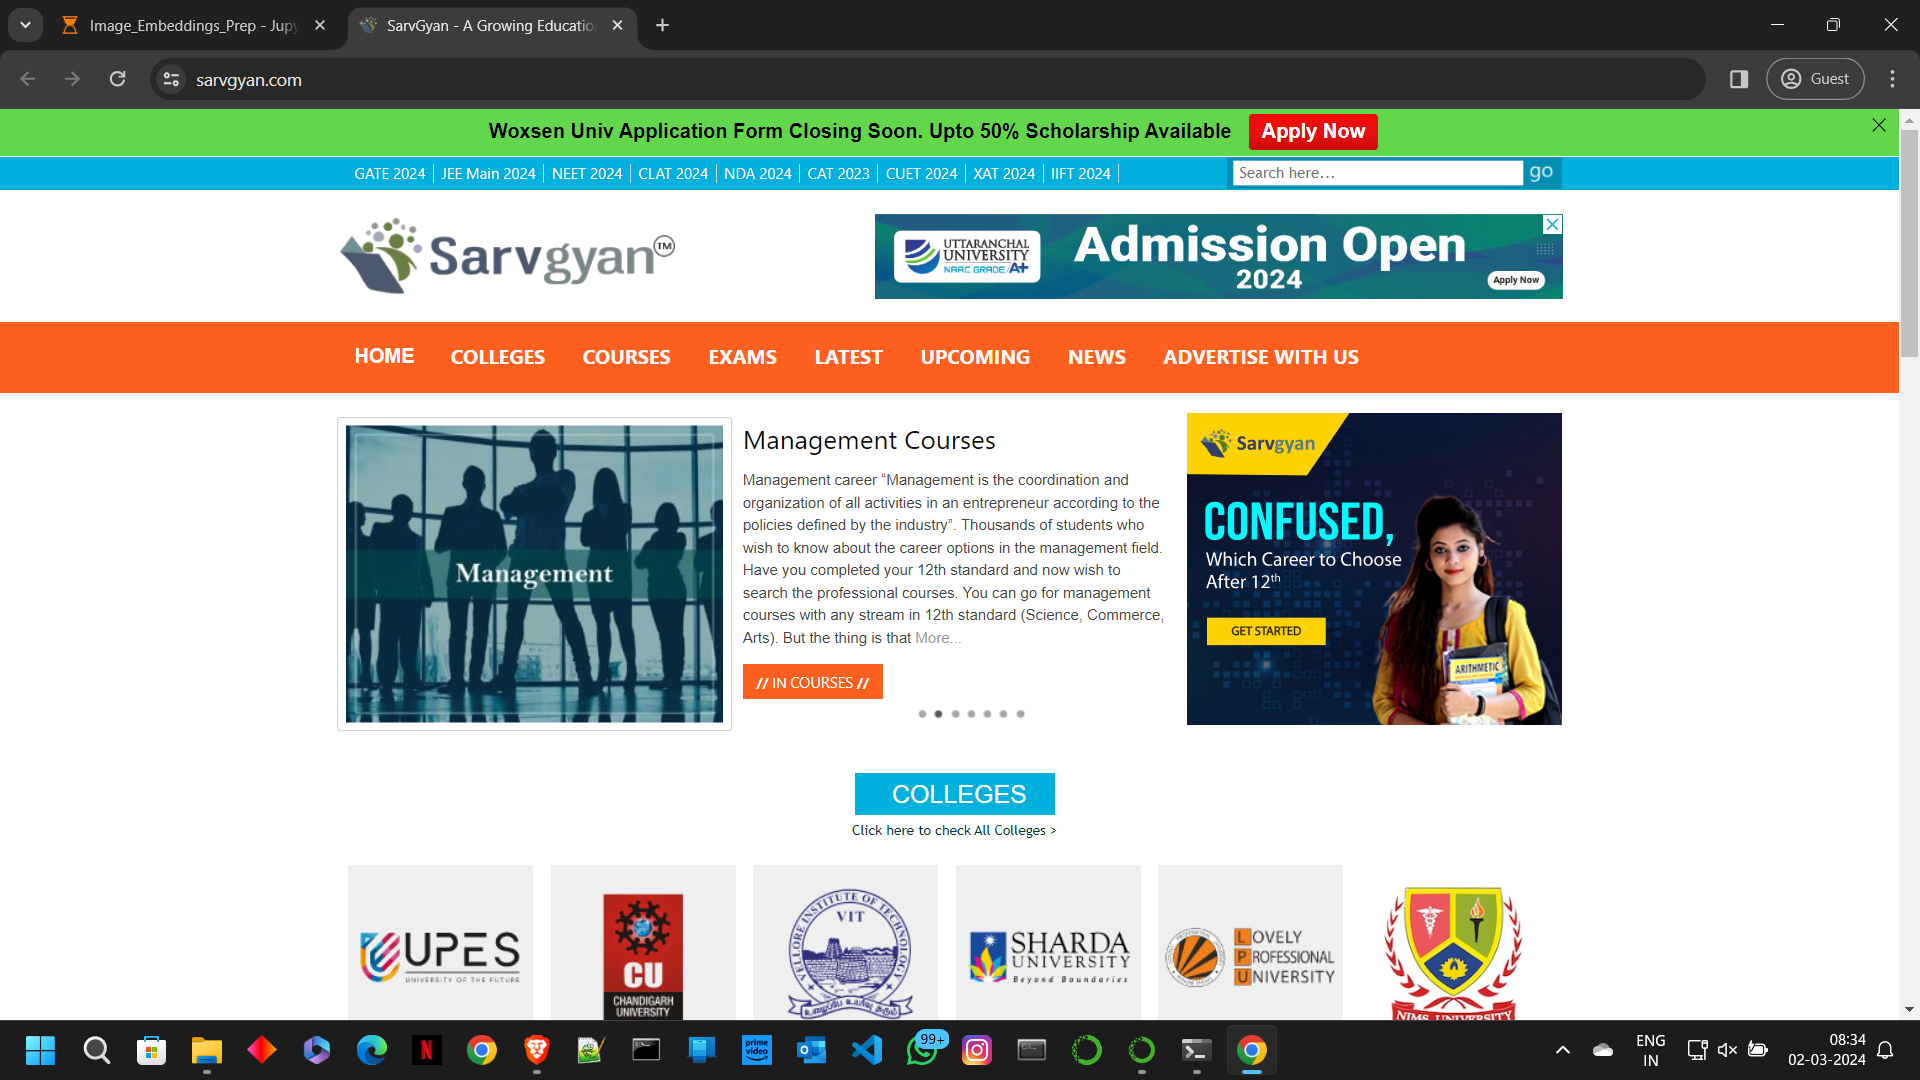 Image_Embeddings_Prep - Jupy
SarvGyan - A Growing Educatio
sarvgyan.com
Guest
Woxsen Univ Application Form Closing Soon. Upto 50% Scholarship Available
Apply Now
GATE 2024
JEE Main 2024
NEET 2024
CLAT 2024
NDA 2024
CAT 2023
CUET 2024
XAT 2024
IIFT 2024
Search here...
go
Sarvgyan TM
UTTARANCHAL
UNIVERSITY
NAAC GRADE A+
Admission Open
2024
Apply Now
HOME
COLLEGES
COURSES
EXAMS
LATEST
UPCOMING
NEWS
ADVERTISE WITH US
Management
Management Courses
Management career “Management is the coordination and
organization of all activities in an entrepreneur according to the
policies defined by the industry”. Thousands of students who
wish to know about the career options in the management field.
Have you completed your 12th standard and now wish to
search the professional courses. You can go for management
courses with any stream in 12th standard (Science, Commerce,
Arts). But the thing is that More...
// IN COURSES //
Sarvgyan
CONFUSED,
Which Career to Choose
After 12th
GET STARTED
ARITHMETIC
COLLEGES
Click here to check All Colleges >
UPES
UNIVERSITY OF THE FUTURE
CU
CHANDIGARH
UNIVERSITY
VELLORE INSTITUTE OF TECHNOLOGY
VIT
SHARDA
UNIVERSITY
Beyond Boundaries
LOVELY
PROFESSIONAL
UNIVERSITY
NIMS UNIVERSITY
prime
video
99+
ENG
IN
08:34
02-03-2024